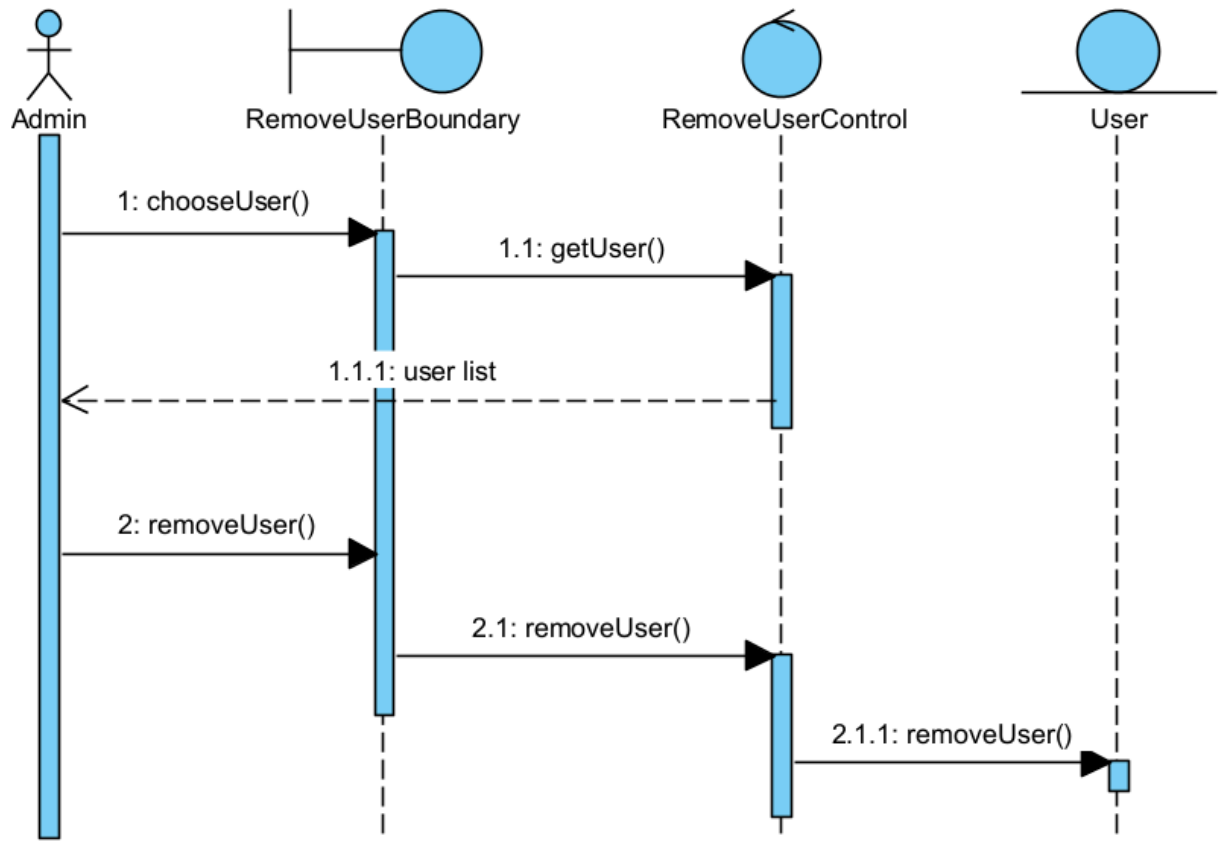 Admin
RemoveUserBoundary
RemoveUserControl
User
1: chooseUser()
1.1: getUser()
1.1.1: user list
2: removeUser()
2.1: removeUser()
2.1.1: removeUser()